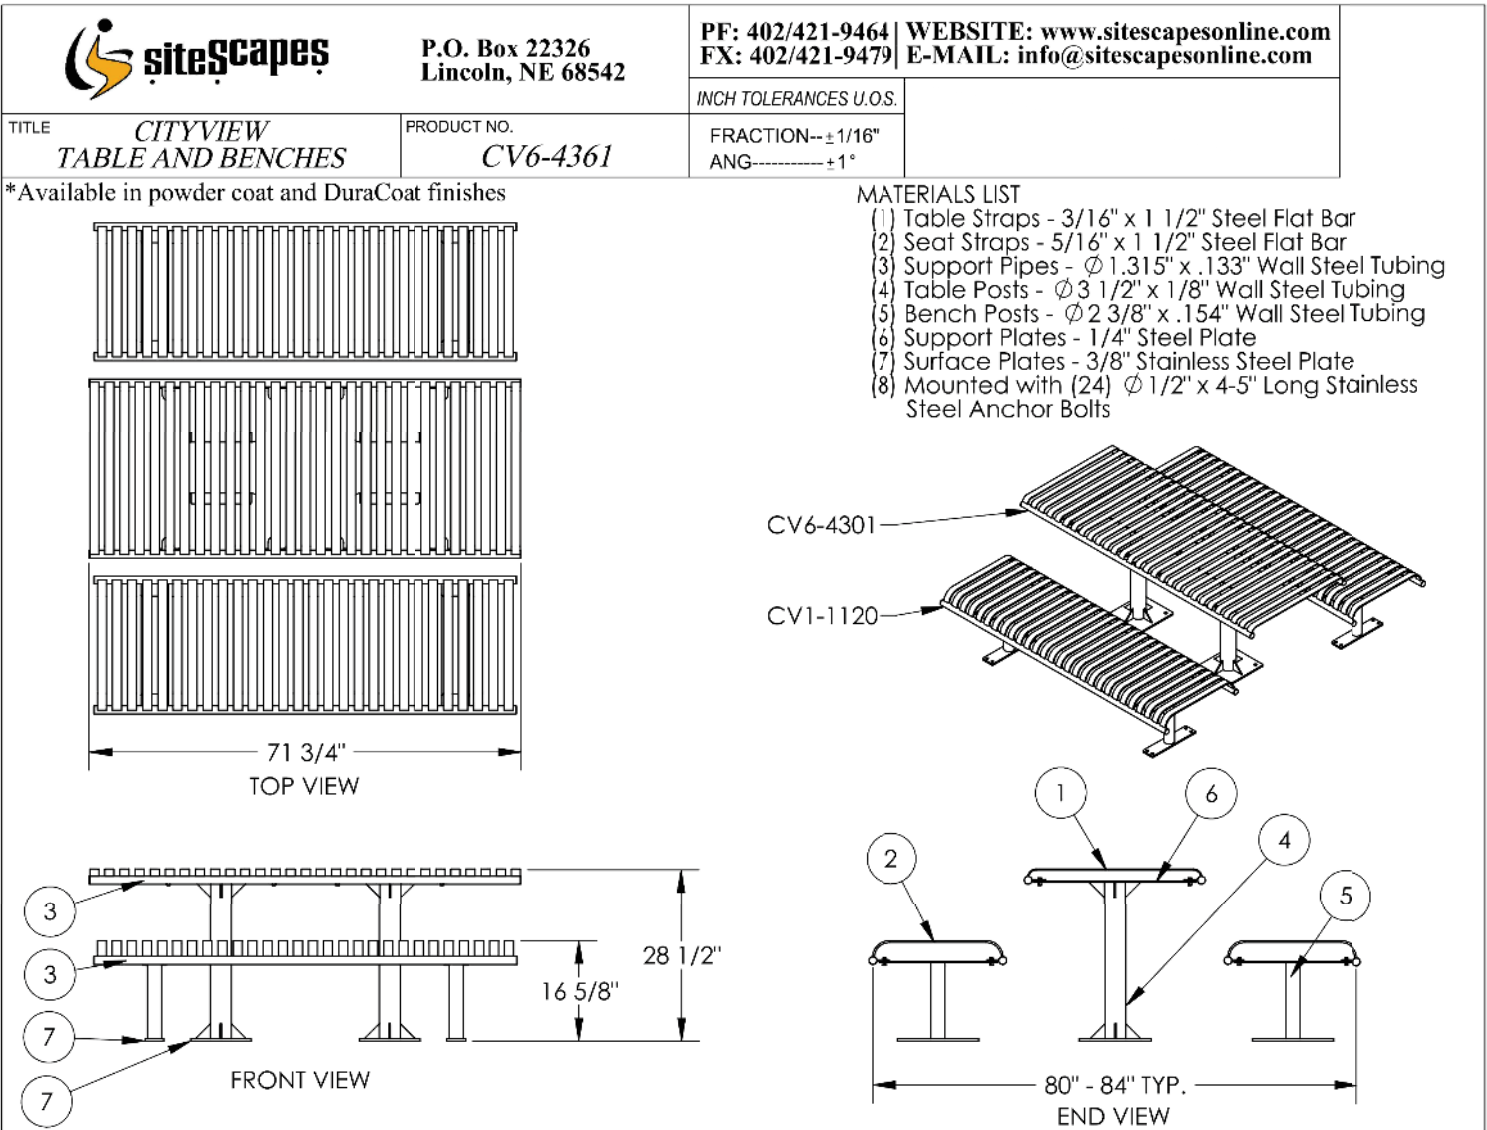 sitescapes
P.O. Box 22326
Lincoln, NE 68542
PF: 402/421-9464 | WEBSITE: www.sitescapesonline.com
FX: 402/421-9479 | E-MAIL: info@sitescapesonline.com
INCH TOLERANCES U.O.S.
FRACTION--±1/16"
ANG-----------±1°
TITLE
CITYVIEW
TABLE AND BENCHES
PRODUCT NO.
CV6-4361
*Available in powder coat and DuraCoat finishes
MATERIALS LIST
(1) Table Straps - 3/16" x 1 1/2" Steel Flat Bar
(2) Seat Straps - 5/16" x 1 1/2" Steel Flat Bar
(3) Support Pipes - ∅1.315" x .133" Wall Steel Tubing
(4) Table Posts - ∅3 1/2" x 1/8" Wall Steel Tubing
(5) Bench Posts - ∅2 3/8" x .154" Wall Steel Tubing
(6) Support Plates - 1/4" Steel Plate
(7) Surface Plates - 3/8" Stainless Steel Plate
(8) Mounted with (24) ∅1/2" x 4-5" Long Stainless
Steel Anchor Bolts
CV6-4301
CV1-1120
71 3/4"
TOP VIEW
3
3
7
7
28 1/2"
16 5/8"
FRONT VIEW
1
6
2
4
5
80" - 84" TYP.
END VIEW